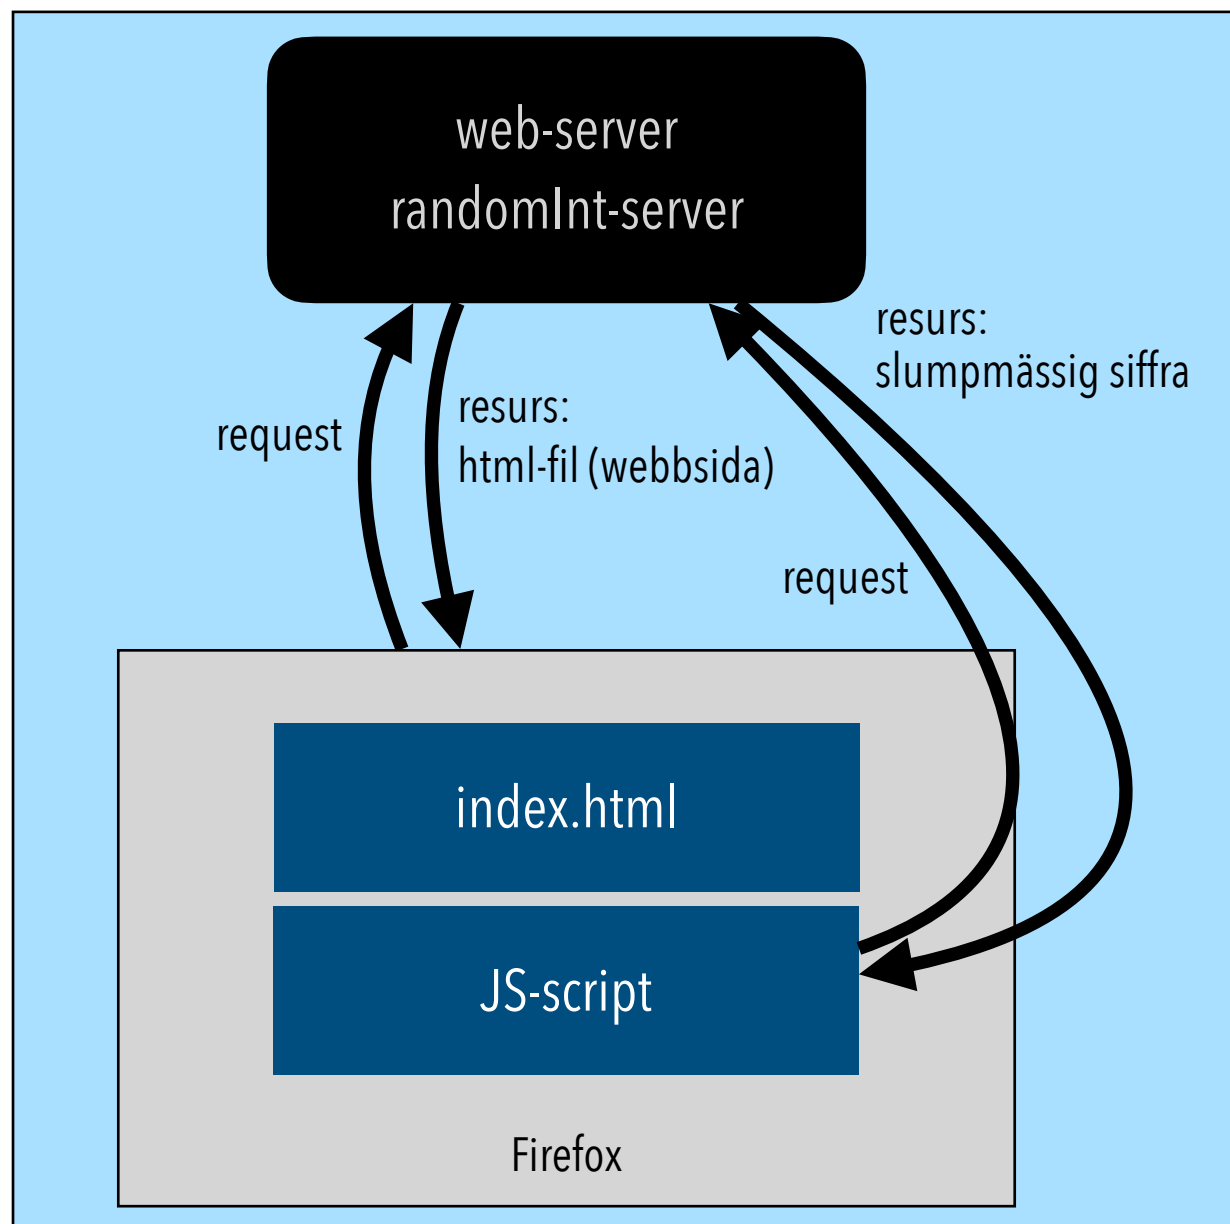 web-server
randomInt-server
resurs:
slumpmässig siffra
resurs:
html-fil (webbsida)
request
request
index.html
JS-script
Firefox